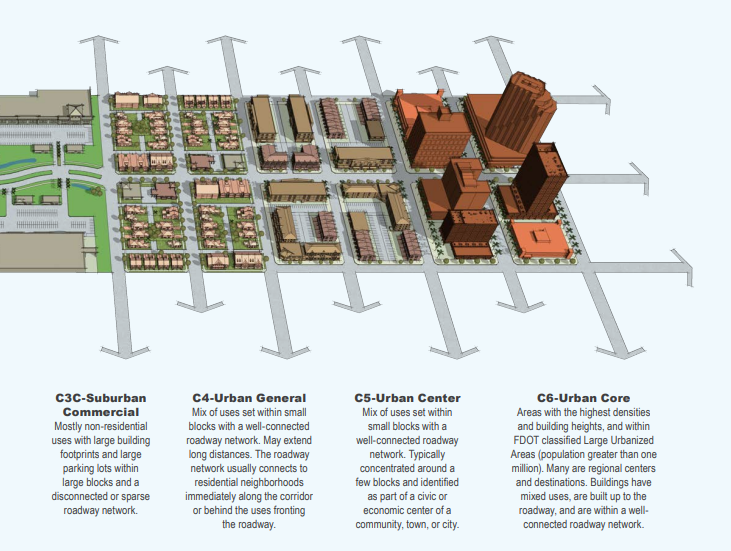 C3C-Suburban
Commercial
Mostly non-residential
uses with large building
footprints and large
parking lots within
large blocks and a
disconnected or sparse
roadway network.
C4-Urban General
Mix of uses set within small
blocks with a well-connected
roadway network. May extend
long distances. The roadway
network usually connects to
residential neighborhoods
immediately along the corridor
or behind the uses fronting
the roadway.
C5-Urban Center
Mix of uses set within
small blocks with a
well-connected roadway
network. Typically
concentrated around a
few blocks and identified
as part of a civic or
economic center of a
community, town, or city.
C6-Urban Core
Areas with the highest densities
and building heights, and within
FDOT classified Large Urbanized
Areas (population greater than one
million). Many are regional centers
and destinations. Buildings have
mixed uses, are built up to the
roadway, and are within a well-
connected roadway network.